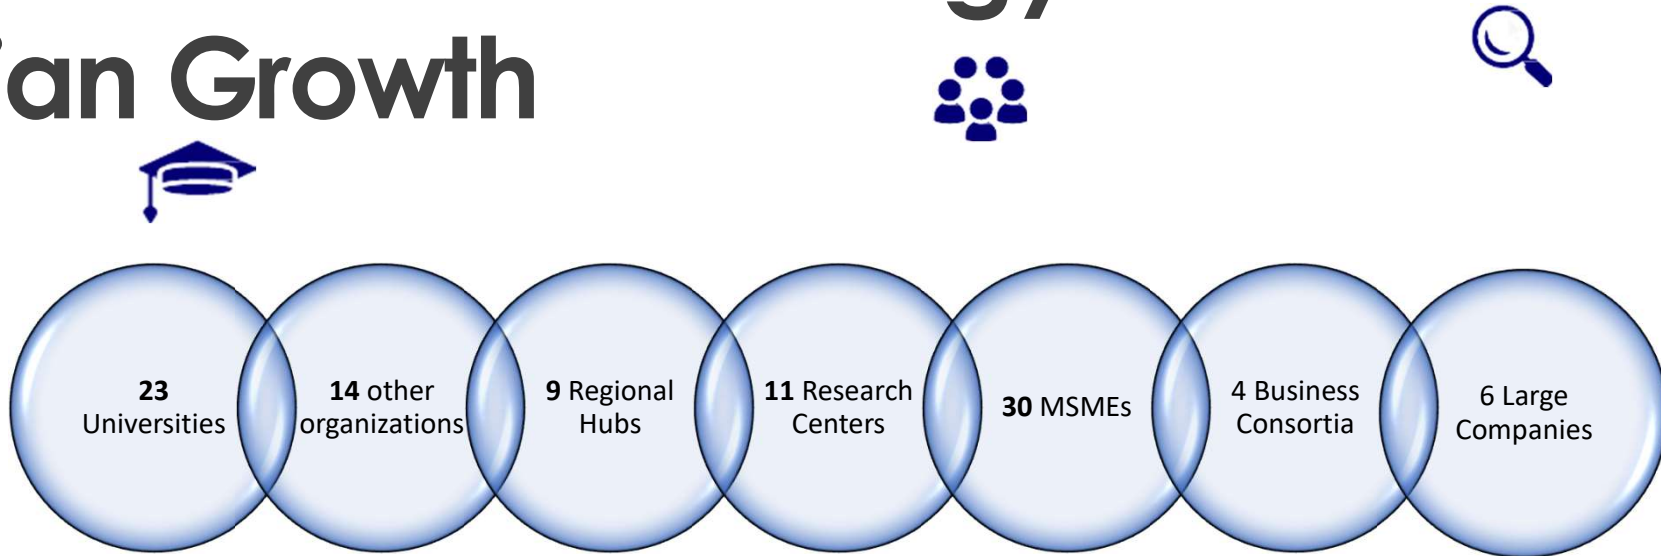 an Growth
23
Universities
14 other
organizations
9 Regional
Hubs
11 Research
Centers
30 MSMEs
4 Business
Consortia
6 Large
Companies